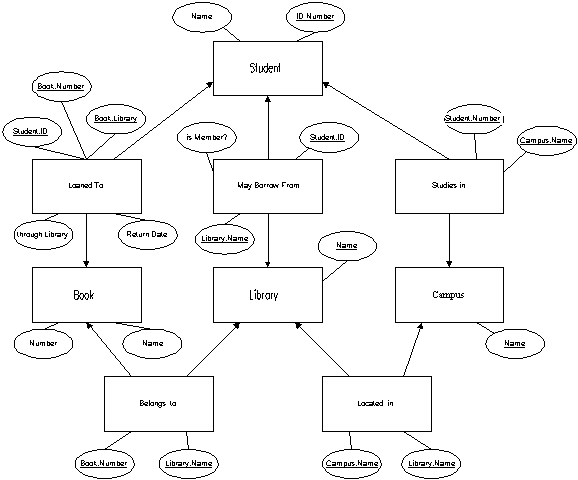 Name
ID.Number
Student
Book.Number
Book.Library
Student.Number
Student.ID
is Member?
Student.ID
Campus.Name
Loaned To
May Borrow From
Studies in
through Library
Return Date
Library.Name
Name
Book
Library
Campus
Number
Name
Name
Belongs to
Located in
Book.Number
Library.Name
Campus.Name
Library.Name